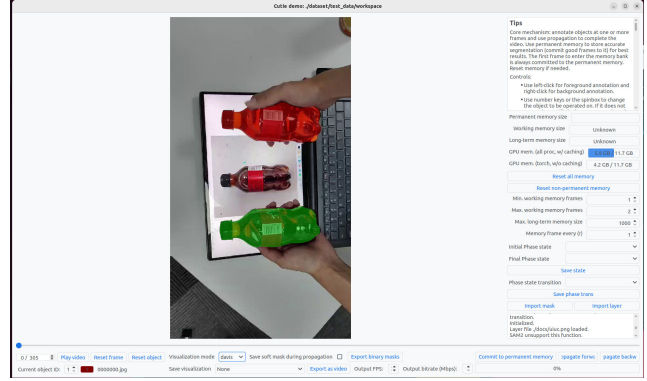 Cutie demo: ./dataset/test_data/workspace
Tips
Core mechanism: annotate objects at one or more
frames and use propagation to complete the
video. Use permanent memory to store accurate
segmentation (commit good frames to it) for best
results. The first frame to enter the memory bank
is always committed to the permanent memory.
Reset memory if needed.
Controls:
• Use left-click for foreground annotation and
right-click for background annotation.
• Use number keys or the spinbox to change
the object to be operated on. If it does not
Permanent memory size
Working memory size Unknown
Long-term memory size Unknown
GPU mem. (all proc, w/ caching) / 11.7 GB
GPU mem. (torch, w/o caching) 4.2 GB / 11.7 GB
Reset all memory
Reset non-permanent memory
Min. working memory frames 1
Max. working memory frames 2
Max. long-term memory size 1000
Memory frame every (r) 1
Initial Phase state
Final Phase state
Save state
Phase state transition
Save phase trans
Import mask Import layer
transition.
Initialized.
Layer file ./docs/uiuc.png loaded.
SAM2 unsupport this function.
0 / 305 Play video Reset frame Reset object Visualization mode davis Save soft mask during propagation Export binary masks Commit to permanent memory pagate forw pagate backw
Current object ID: 1 0000000.jpg Save visualization None Export as video Output FPS: Output bitrate (Mbps): 0%